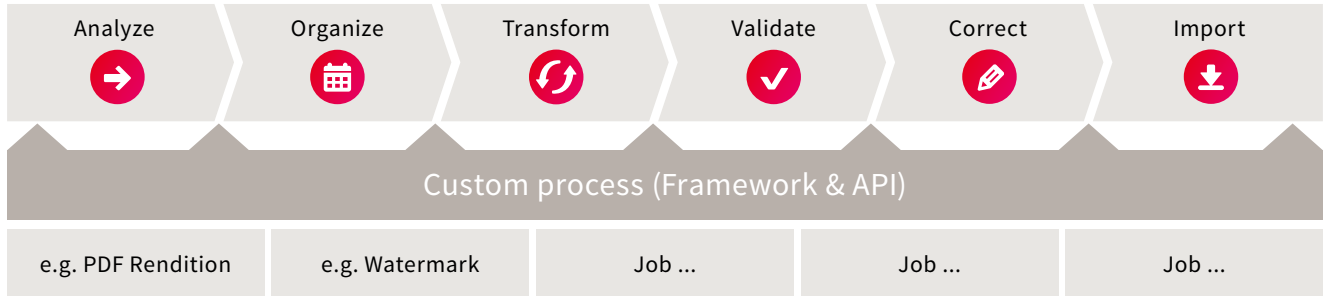 Analyze
Organize
Transform
Validate
Correct
Import
Custom process (Framework & API)
e.g. PDF Rendition
e.g. Watermark
Job ...
Job ...
Job ...